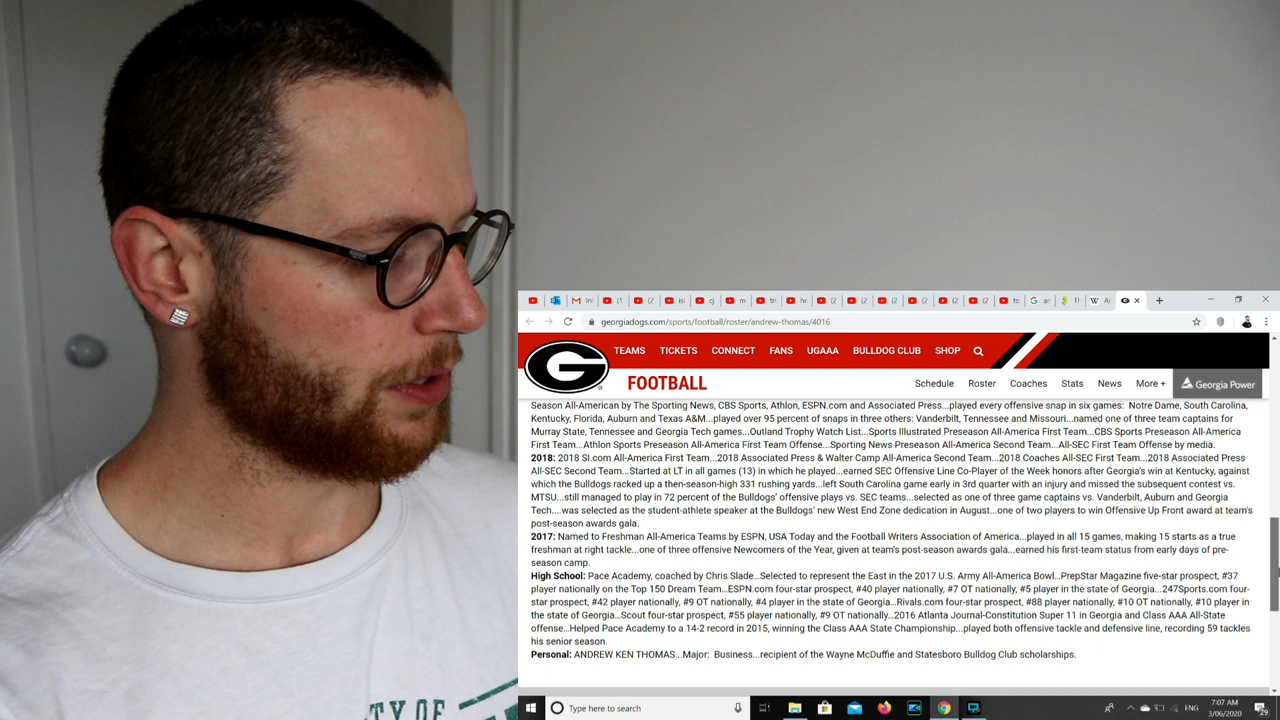 georgiadogs.com/sports/football/roster/andrew-thomas/4016
TEAMS TICKETS CONNECT FANS UGAAA BULLDOG CLUB SHOP
G
FOOTBALL
Schedule Roster Coaches Stats News More + Georgia Power
Season All-American by The Sporting News, CBS Sports, Athlon, ESPN.com and Associated Press...played every offensive snap in six games: Notre Dame, South Carolina,
Kentucky, Florida, Auburn and Texas A&M...played over 95 percent of snaps in three others: Vanderbilt, Tennessee and Missouri...named one of three team captains for
Murray State, Tennessee and Georgia Tech games...Outland Trophy Watch List...Sports Illustrated Preseason All-America First Team...CBS Sports Preseason All-America
First Team...Athlon Sports Preseason All-America First Team Offense...Sporting News Preseason All-America Second Team...All-SEC First Team Offense by media.
2018: 2018 SI.com All-America First Team...2018 Associated Press & Walter Camp All-America Second Team...2018 Coaches All-SEC First Team...2018 Associated Press
All-SEC Second Team...Started at LT in all games (13) in which he played...earned SEC Offensive Line Co-Player of the Week honors after Georgia's win at Kentucky, against
which the Bulldogs racked up a then-season-high 331 rushing yards...left South Carolina game early in 3rd quarter with an injury and missed the subsequent contest vs.
MTSU...still managed to play in 72 percent of the Bulldogs' offensive plays vs. SEC teams...selected as one of three game captains vs. Vanderbilt, Auburn and Georgia
Tech....was selected as the student-athlete speaker at the Bulldogs' new West End Zone dedication in August...one of two players to win Offensive Up Front award at team's
post-season awards gala.
2017: Named to Freshman All-America Teams by ESPN, USA Today and the Football Writers Association of America...played in all 15 games, making 15 starts as a true
freshman at right tackle...one of three offensive Newcomers of the Year, given at team's post-season awards gala...earned his first-team status from early days of pre-
season camp.
High School: Pace Academy, coached by Chris Slade...Selected to represent the East in the 2017 U.S. Army All-America Bowl...PrepStar Magazine five-star prospect, #37
player nationally on the Top 150 Dream Team...ESPN.com four-star prospect, #40 player nationally, #7 OT nationally, #5 player in the state of Georgia...247Sports.com four-
star prospect, #42 player nationally, #9 OT nationally, #4 player in the state of Georgia...Rivals.com four-star prospect, #88 player nationally, #10 OT nationally, #10 player in
the state of Georgia...Scout four-star prospect, #55 player nationally, #9 OT nationally...2016 Atlanta Journal-Constitution Super 11 in Georgia and Class AAA All-State
offense...Helped Pace Academy to a 14-2 record in 2015, winning the Class AAA State Championship...played both offensive tackle and defensive line, recording 59 tackles
his senior season.
Personal: ANDREW KEN THOMAS...Major: Business...recipient of the Wayne McDuffie and Statesboro Bulldog Club scholarships.
TY OF
Type here to search
ENG
7:07 AM
3/06/2020
29